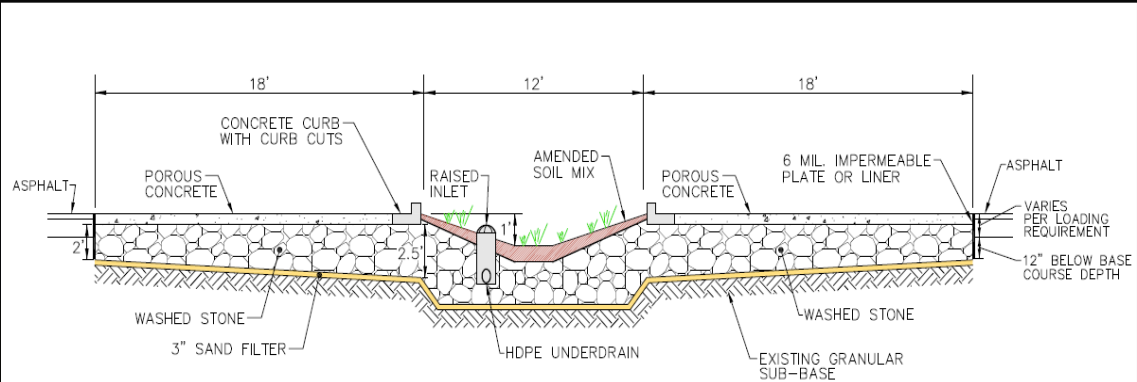 18'
12'
18'
CONCRETE CURB
WITH CURB CUTS
AMENDED
SOIL MIX
6 MIL. IMPERMEABLE
PLATE OR LINER
ASPHALT
POROUS
CONCRETE
RAISED
INLET
POROUS
CONCRETE
ASPHALT
VARIES
PER LOADING
REQUIREMENT
1'
2'
2.5'
12" BELOW BASE
COURSE DEPTH
WASHED STONE
WASHED STONE
3" SAND FILTER
HDPE UNDERDRAIN
EXISTING GRANULAR
SUB-BASE